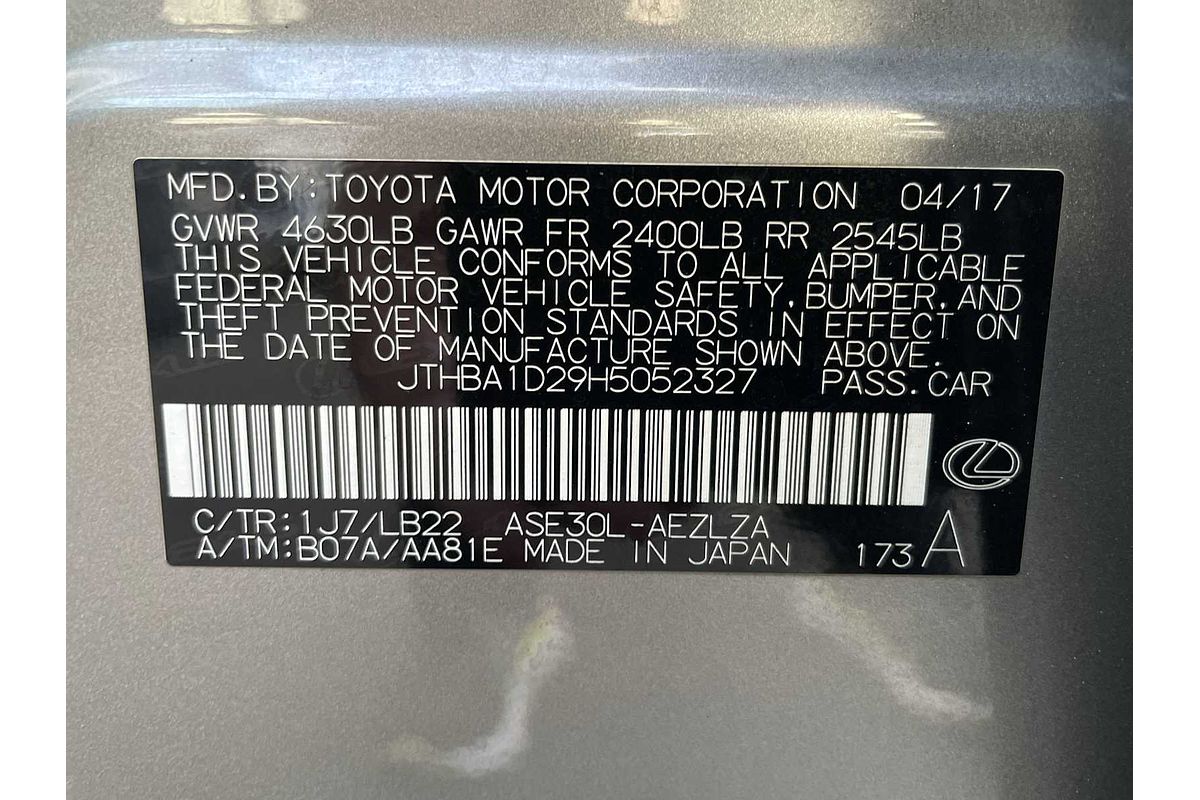 MFD.BY:TOYOTA MOTOR CORPORATION 04/17
GVWR 4630LB GAWR FR 2400LB RR 2545LB
THIS VEHICLE CONFORMS TO ALL APPLICABLE
FEDERAL MOTOR VEHICLE SAFETY, BUMPER, AND
THEFT PREVENTION STANDARDS IN EFFECT ON
THE DATE OF MANUFACTURE SHOWN ABOVE.
JTHBA1D29H5052327 PASS.CAR
C/TR:1J7/LB22 ASE30L-AEZLZA
A/TM:B07A/AA81E MADE IN JAPAN 173 A